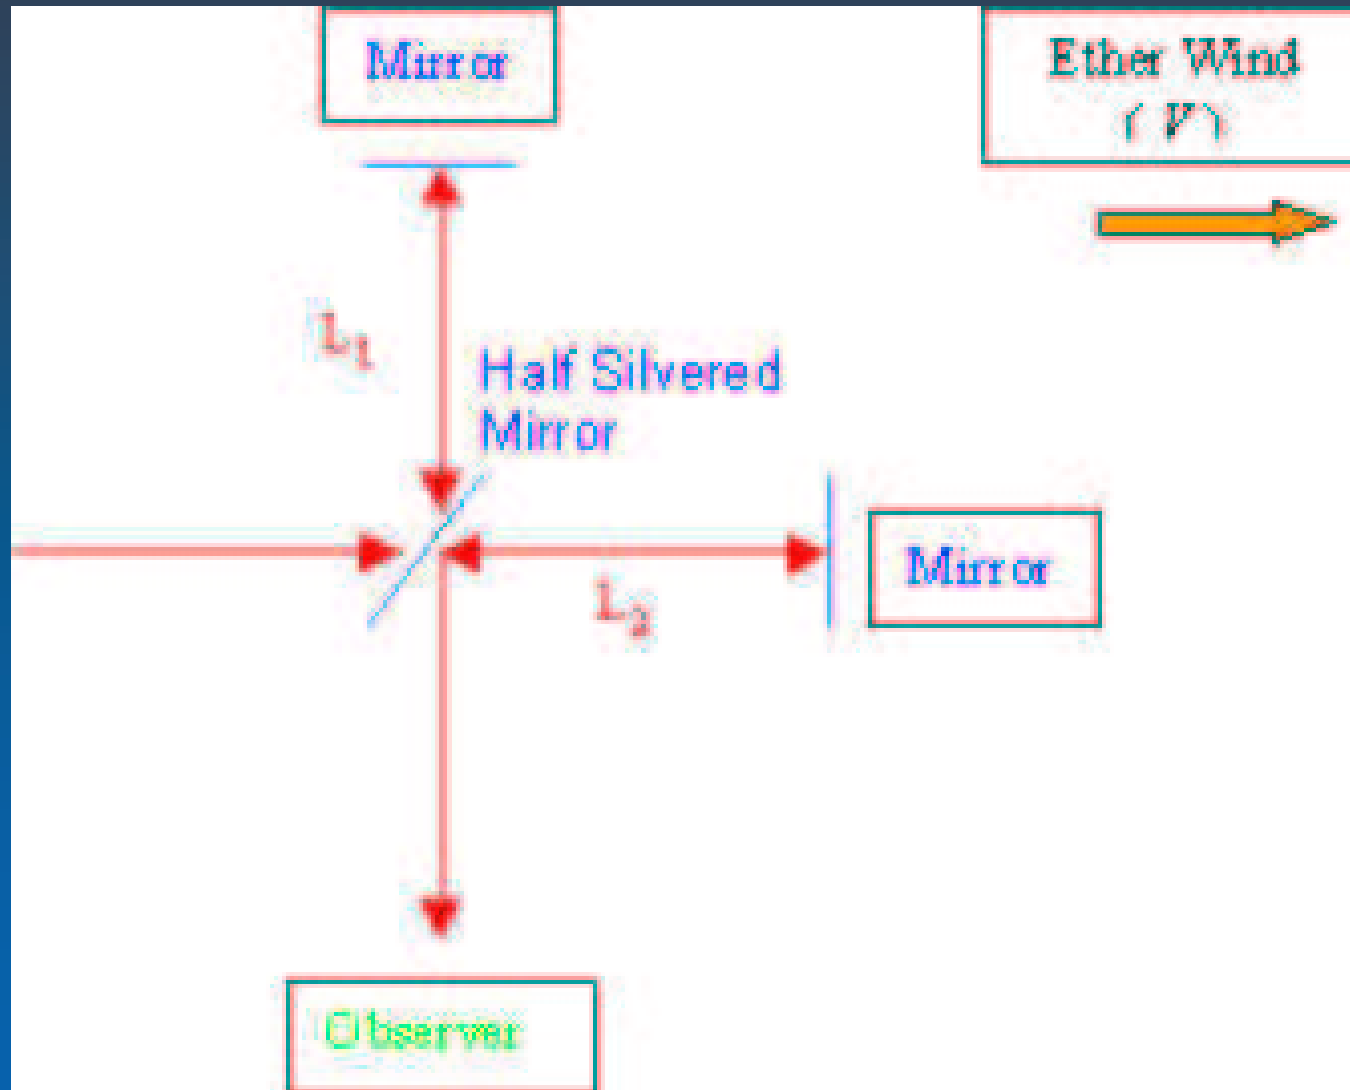 Mirror
Ether Wind
( V )
L1
Half Silvered
Mirror
Mirror
L2
Observer